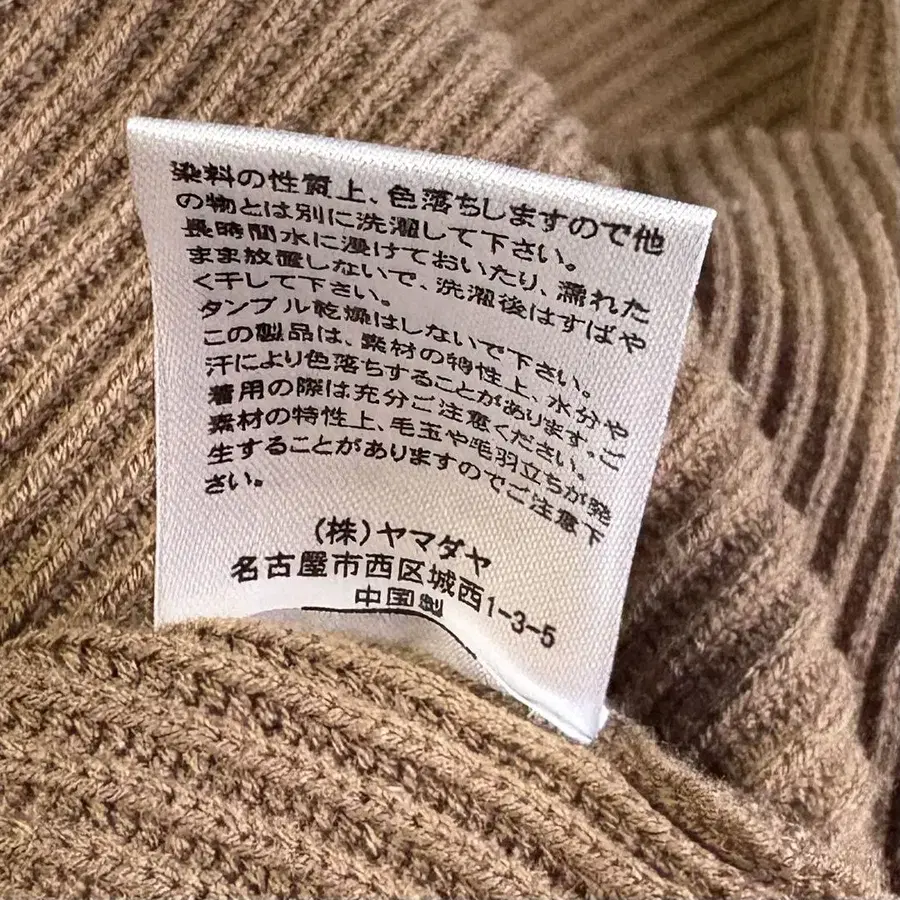 染料の性質上、色落ちしますので他
の物とは別に洗濯して下さい。
長時間水に浸けておいたり、濡れた
まま放置しないで、洗濯後はすばや
く干して下さい。
タンブル乾燥はしないで下さい。
この製品は、素材の特性上、水分や
汗により色落ちすることがあります。ご
着用の際は充分ご注意ください。
素材の特性上、毛玉や毛羽立ちが発
生することがありますのでご注意下
さい。
(株)ヤマダヤ
名古屋市西区城西1-3-5
中国製